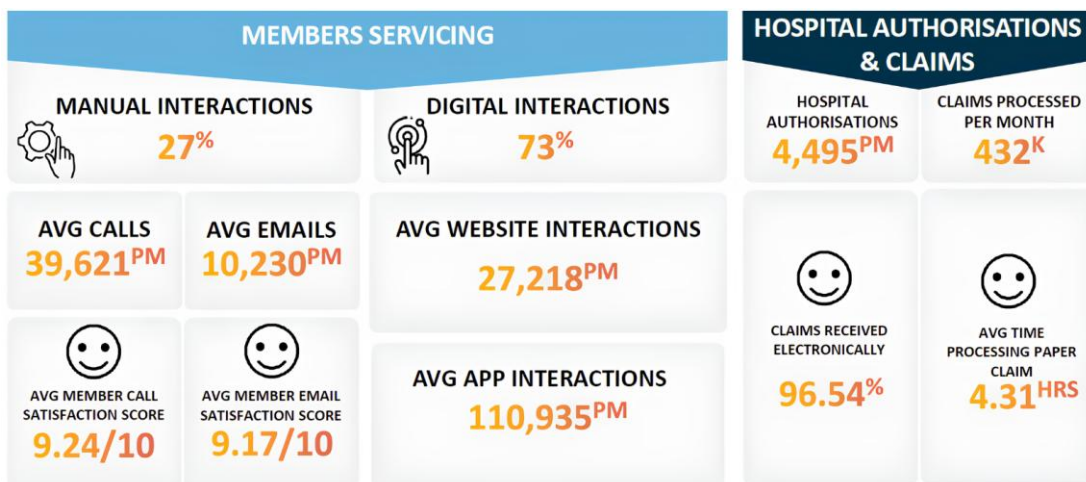 MEMBERS SERVICING
MANUAL INTERACTIONS
27%
DIGITAL INTERACTIONS
73%
AVG CALLS
39,621PM
AVG EMAILS
10,230PM
AVG WEBSITE INTERACTIONS
27,218PM
AVG MEMBER CALL
SATISFACTION SCORE
9.24/10
AVG MEMBER EMAIL
SATISFACTION SCORE
9.17/10
AVG APP INTERACTIONS
110,935PM
HOSPITAL AUTHORISATIONS
& CLAIMS
HOSPITAL
AUTHORISATIONS
4,495PM
CLAIMS PROCESSED
PER MONTH
432K
CLAIMS RECEIVED
ELECTRONICALLY
96.54%
AVG TIME
PROCESSING PAPER
CLAIM
4.31HRS